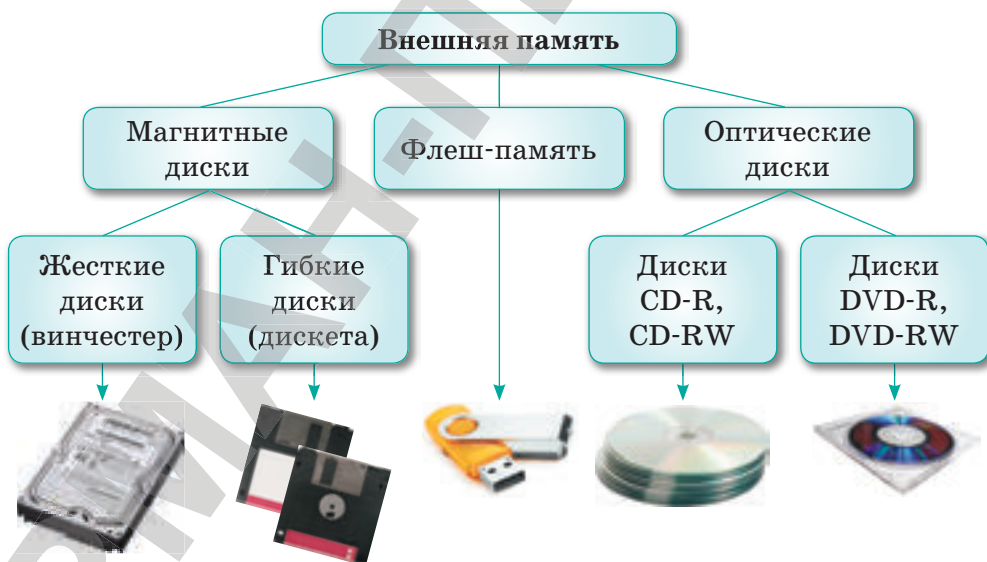 Внешняя память
Магнитные
диски
Флеш-память
Оптические
диски
Жесткие
диски
(винчестер)
Гибкие
диски
(дискета)
Диски
CD-R,
CD-RW
Диски
DVD-R,
DVD-RW